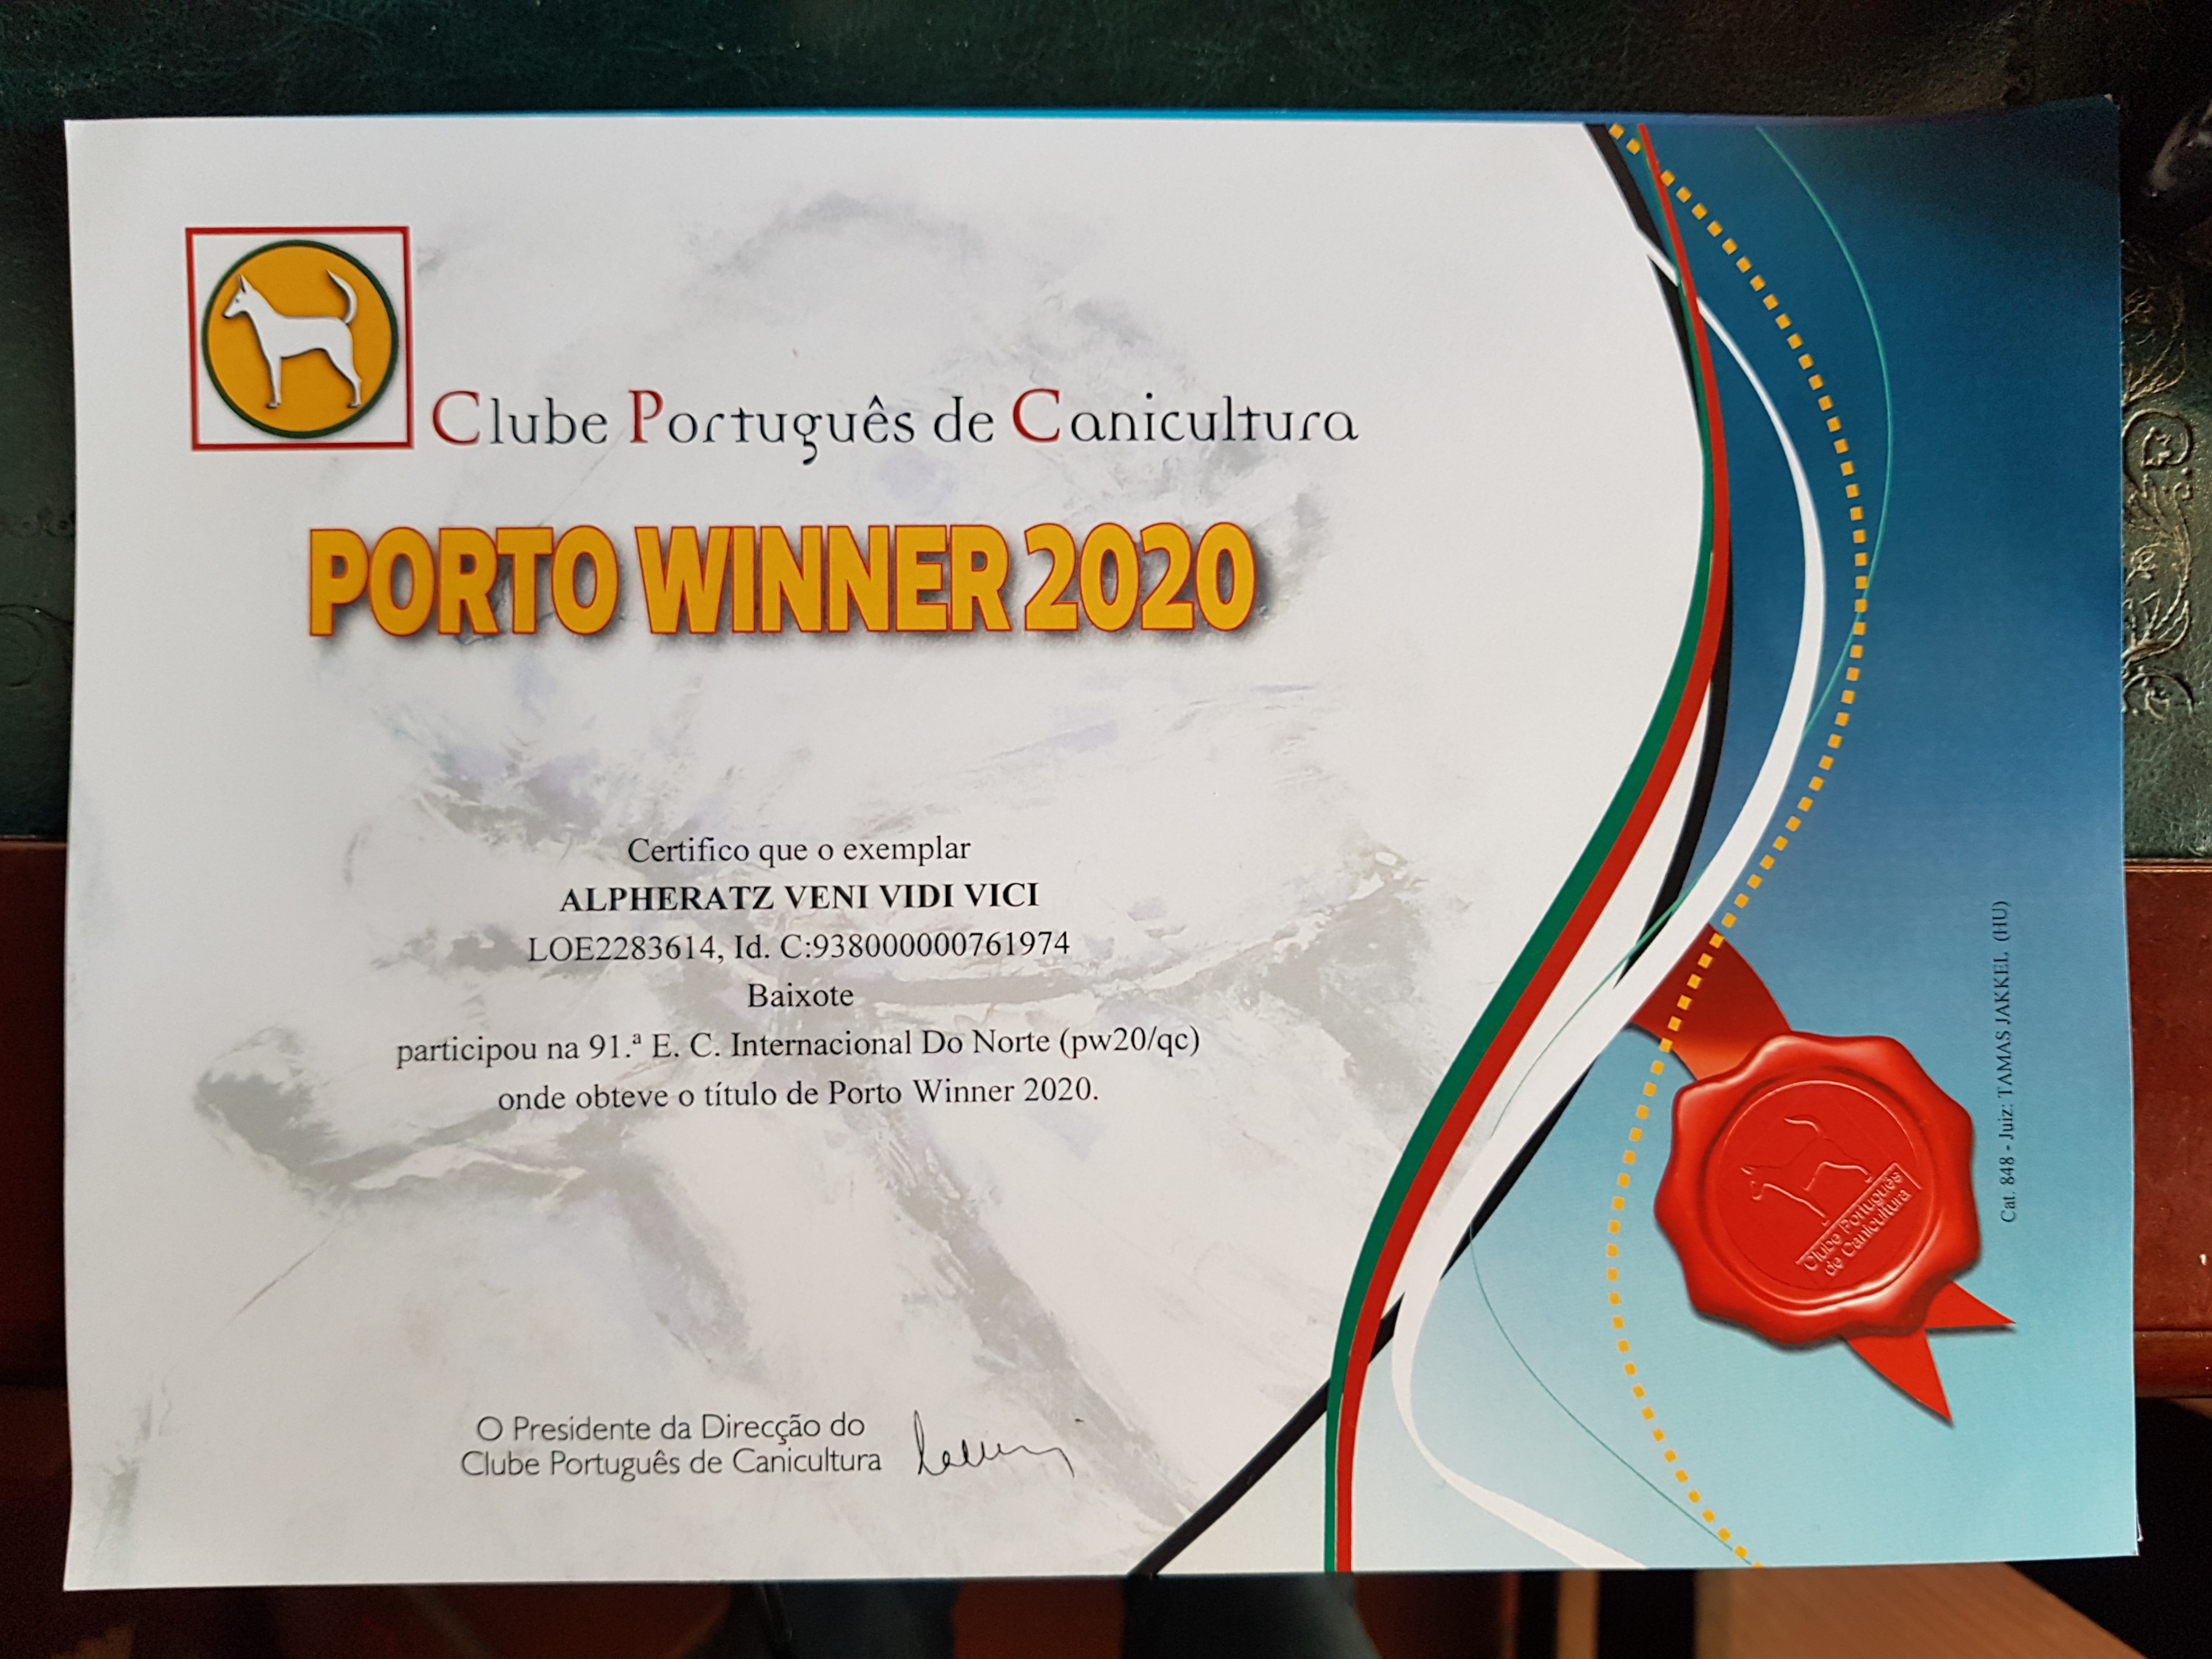 Clube Português de Canicultura
PORTO WINNER 2020
Certifico que o exemplar
ALPHERATZ VENI VIDI VICI
LOE2283614, Id. C:938000000761974
Baixote
participou na 91.ª E. C. Internacional Do Norte (pw20/qc)
onde obteve o título de Porto Winner 2020.
O Presidente da Direcção do
Clube Português de Canicultura
Clube Português
de Canicultura
Cat. 848 - Juiz: TAMAS JAKKEL (HU)